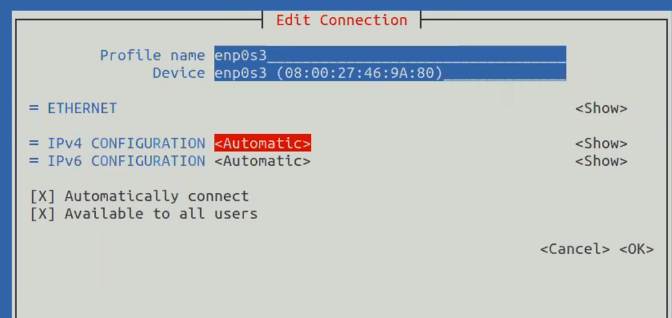 Edit Connection
Profile name enp0s3
Device enp0s3 (08:00:27:46:9A:80)
= ETHERNET <Show>
= IPv4 CONFIGURATION <Automatic> <Show>
= IPv6 CONFIGURATION <Automatic> <Show>
[X] Automatically connect
[X] Available to all users
<Cancel> <OK>